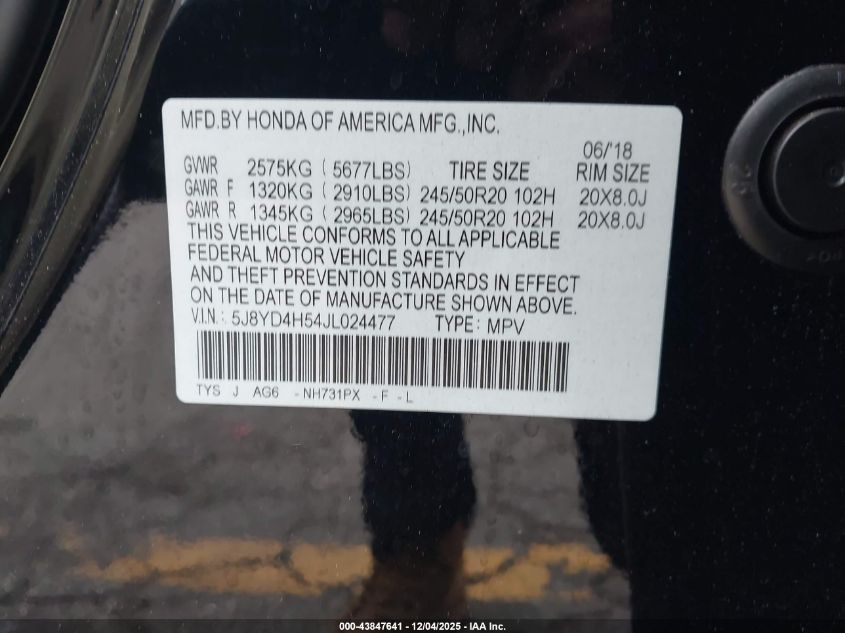 MFD.BY HONDA OF AMERICA MFG.,INC.
06/'18
GVWR 2575KG ( 5677LBS) TIRE SIZE RIM SIZE
GAWR F 1320KG ( 2910LBS) 245/50R20 102H 20X8.0J
GAWR R 1345KG ( 2965LBS) 245/50R20 102H 20X8.0J
THIS VEHICLE CONFORMS TO ALL APPLICABLE
FEDERAL MOTOR VEHICLE SAFETY
AND THEFT PREVENTION STANDARDS IN EFFECT
ON THE DATE OF MANUFACTURE SHOWN ABOVE.
V.I.N.: 5J8YD4H54JL024477 TYPE: MPV
TYS J AG6 - NH731PX - F - L
000-43847641 - 12/04/2025 - IAA Inc.